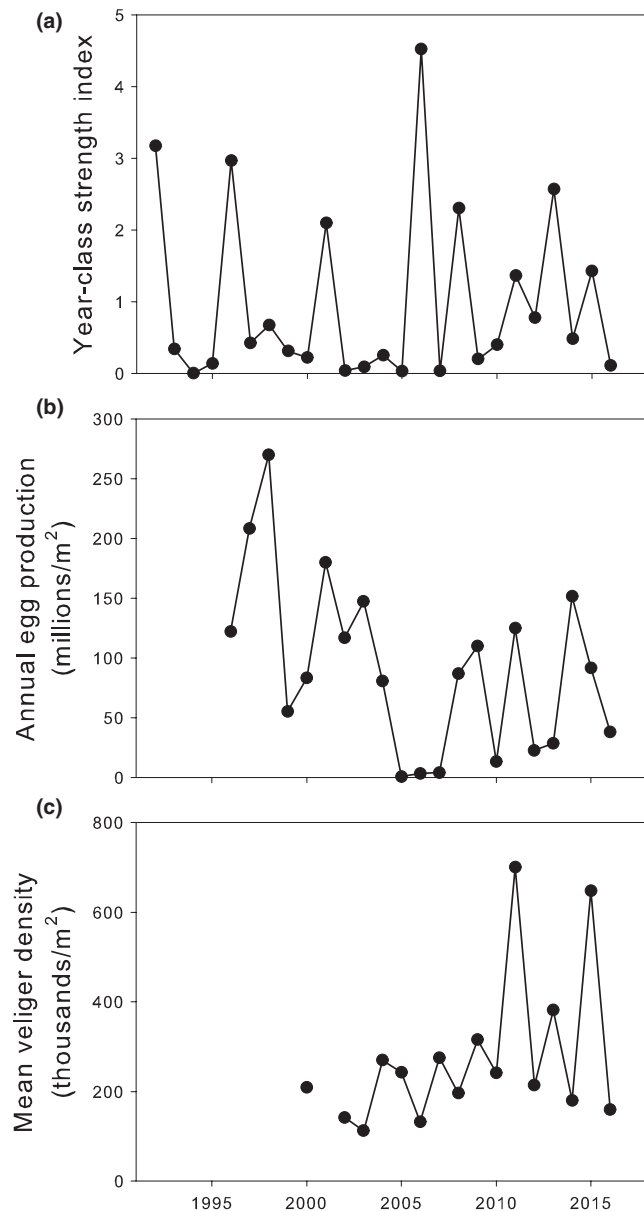 (a)
Year-class strength index
5
4
3
2
1
0
(b)
Annual egg production
(millions/m²)
300
250
200
150
100
50
0
(c)
Mean veliger density
(thousands/m²)
800
600
400
200
0
1995 2000 2005 2010 2015